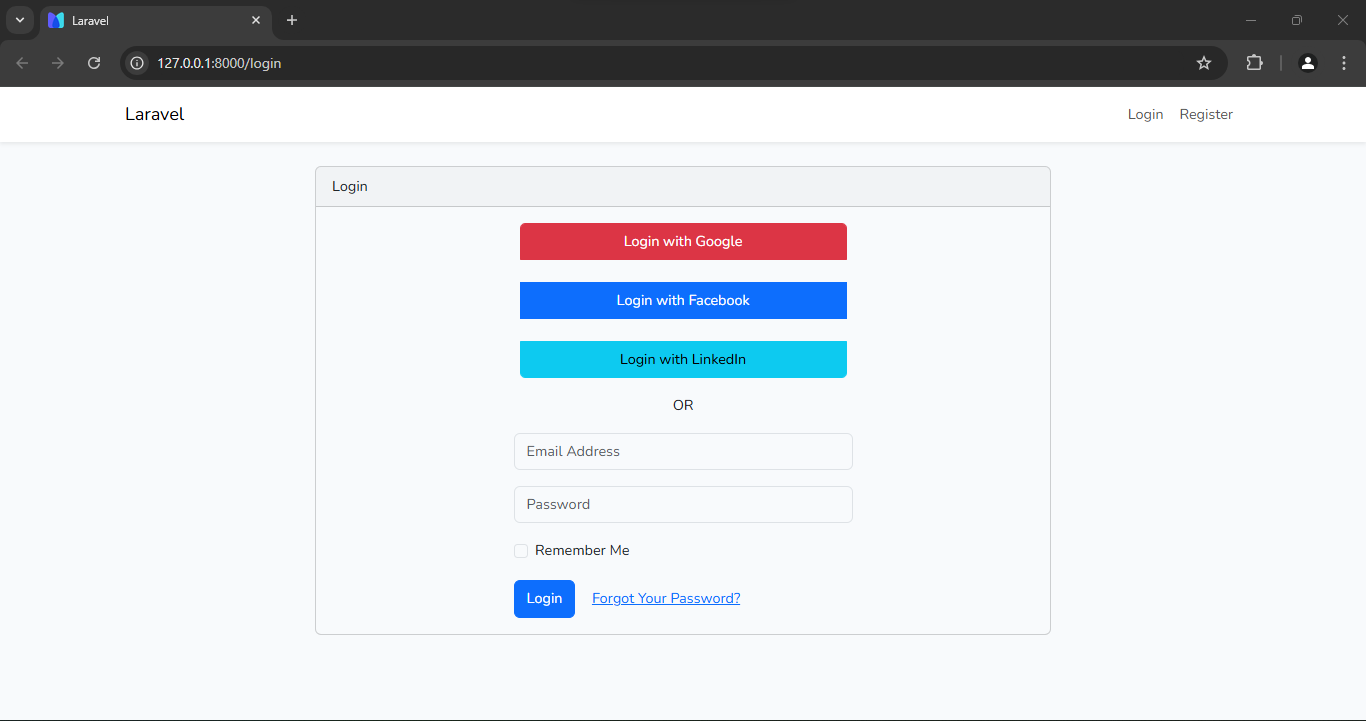 Laravel
127.0.0.1:8000/login
Laravel
Login Register
Login
Login with Google
Login with Facebook
Login with LinkedIn
OR
Email Address
Password
Remember Me
Login Forgot Your Password?